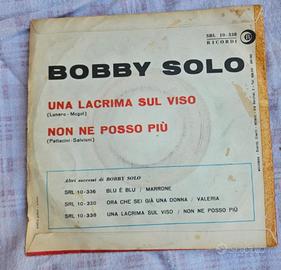 SRL 10-338
RICORDI
BOBBY SOLO
UNA LACRIMA SUL VISO
(Lunero - Mogol)
NON NE POSSO PIÙ
(Pattacini - Salvioni)
Altri successi di BOBBY SOLO
SRL 10-336 BLU È BLU / MARRONE
SRL 10-330 ORA CHE SEI GIÀ UNA DONNA / VALERIA
SRL 10-338 UNA LACRIMA SUL VISO / NON NE POSSO PIÙ
subito